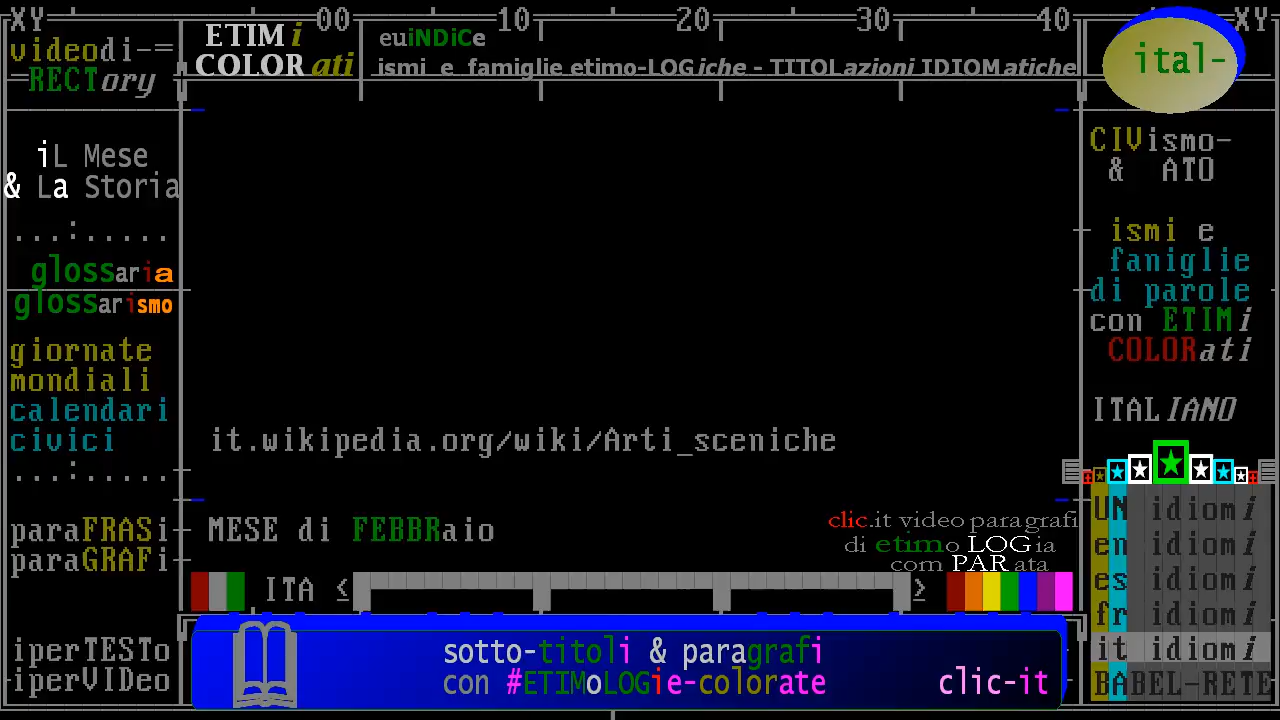 XY 00 10 20 30 40 XY
videodi-=
=RECTory
ETIMi
COLORati
euiNDiCe
ismi e famiglie etimo-LOGiche - TITOLazioni IDIOMatiche
ital-
iL Mese
& La Storia
...:.....
glossaria
glossarismo
giornate
mondiali
calendari
civici
...:.....
paraFRASi
paraGRAFi
iperTESTo
iperVIDeo
it.wikipedia.org/wiki/Arti_sceniche
MESE di FEBBRaio
clic.it video paragrafi
di etimo LOGia
com PAR ata
ITA <
>
sotto-titoli & paragrafi
con #ETIMoLOGie-colorate
clic-it
CIVismo-
& ATO
ismi e
faniglie
di parole
con ETIMi
COLORati
ITALIANO
UN idiomi
en idiomi
es idiomi
fr idiomi
it idiomi
BABEL-RETE